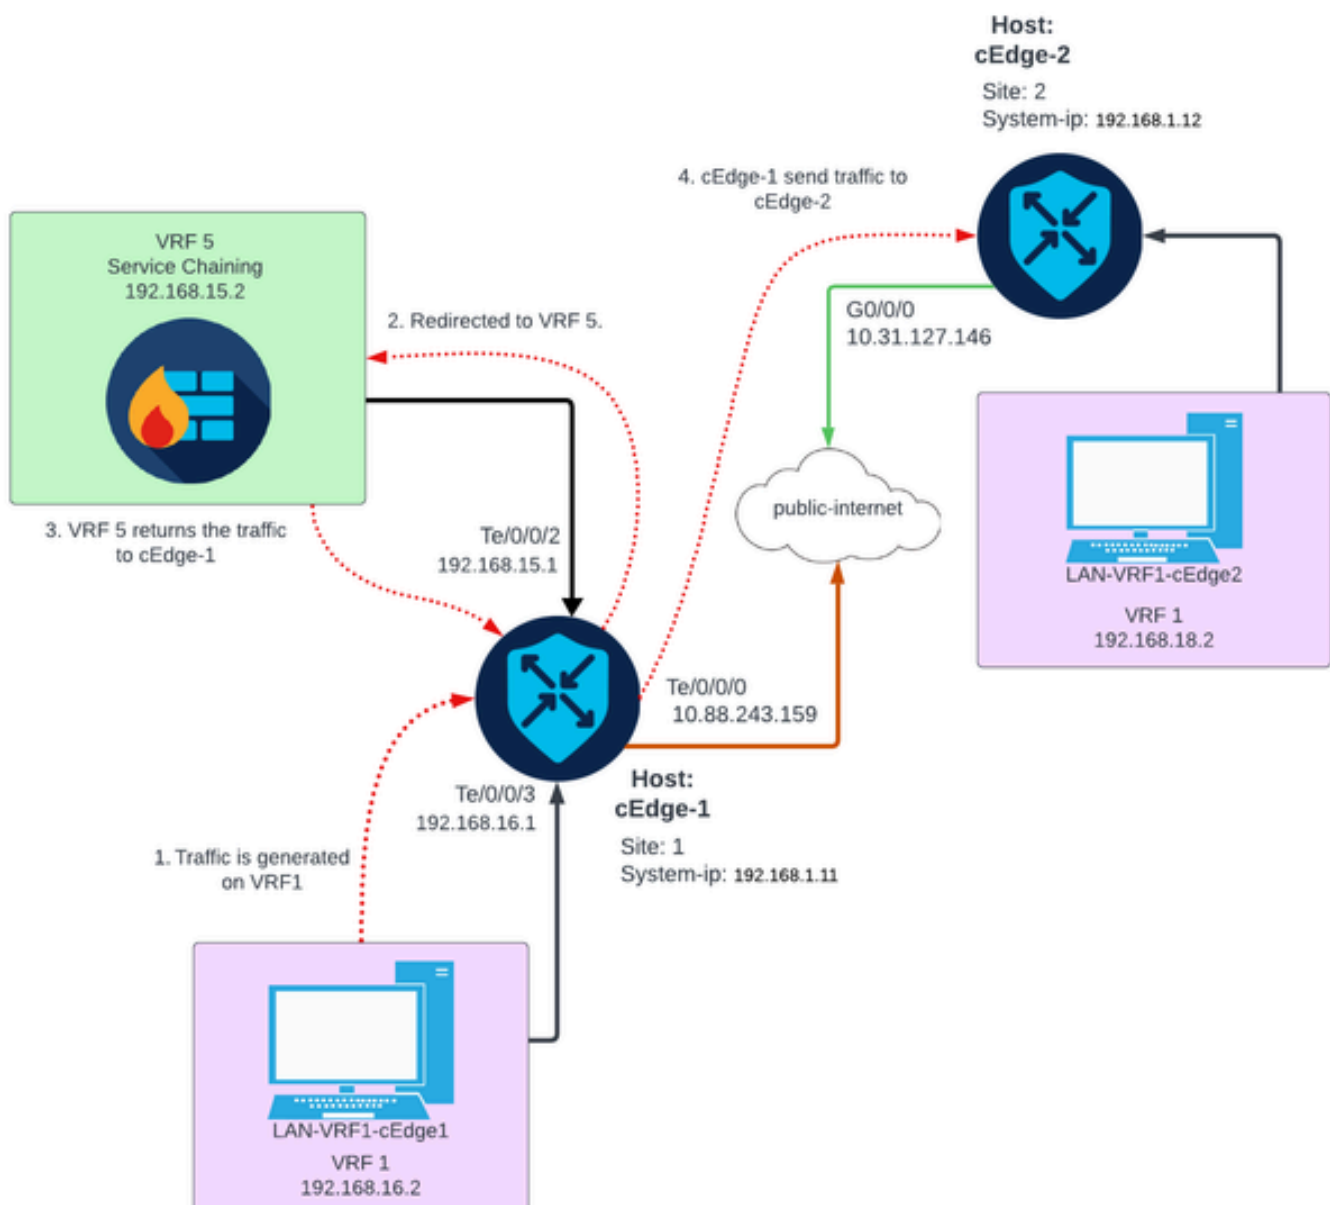 Host:
cEdge-2
Site: 2
System-ip: 192.168.1.12
4. cEdge-1 send traffic to
cEdge-2
VRF 5
Service Chaining
192.168.15.2
2. Redirected to VRF 5.
G0/0/0
10.31.127.146
public-internet
3. VRF 5 returns the traffic
to cEdge-1
Te/0/0/2
192.168.15.1
LAN-VRF1-cEdge2
VRF 1
192.168.18.2
Te/0/0/0
10.88.243.159
Te/0/0/3
192.168.16.1
Host:
cEdge-1
Site: 1
System-ip: 192.168.1.11
1. Traffic is generated
on VRF1
LAN-VRF1-cEdge1
VRF 1
192.168.16.2